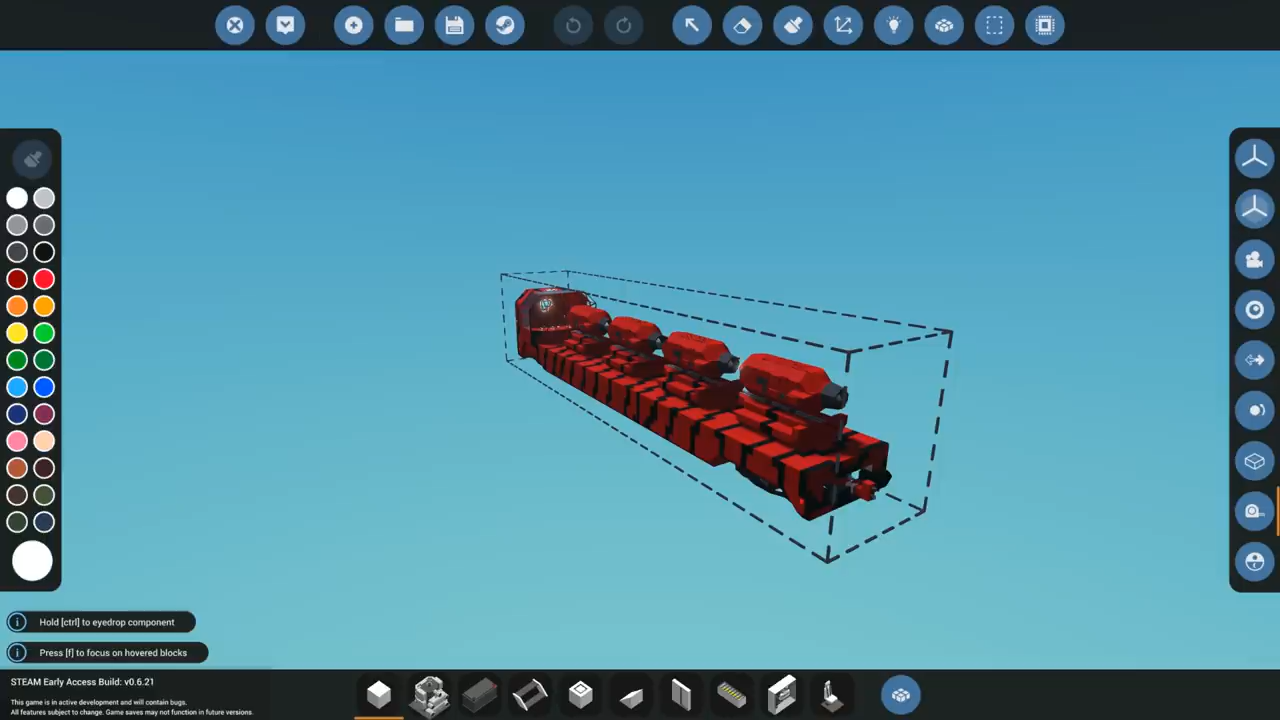 Hold [ctrl] to eyedrop component
Press [f] to focus on hovered blocks
STEAM Early Access Build: v0.6.21
This game is in active development and will contain bugs.
All features subject to change. Game saves may not function in future versions.